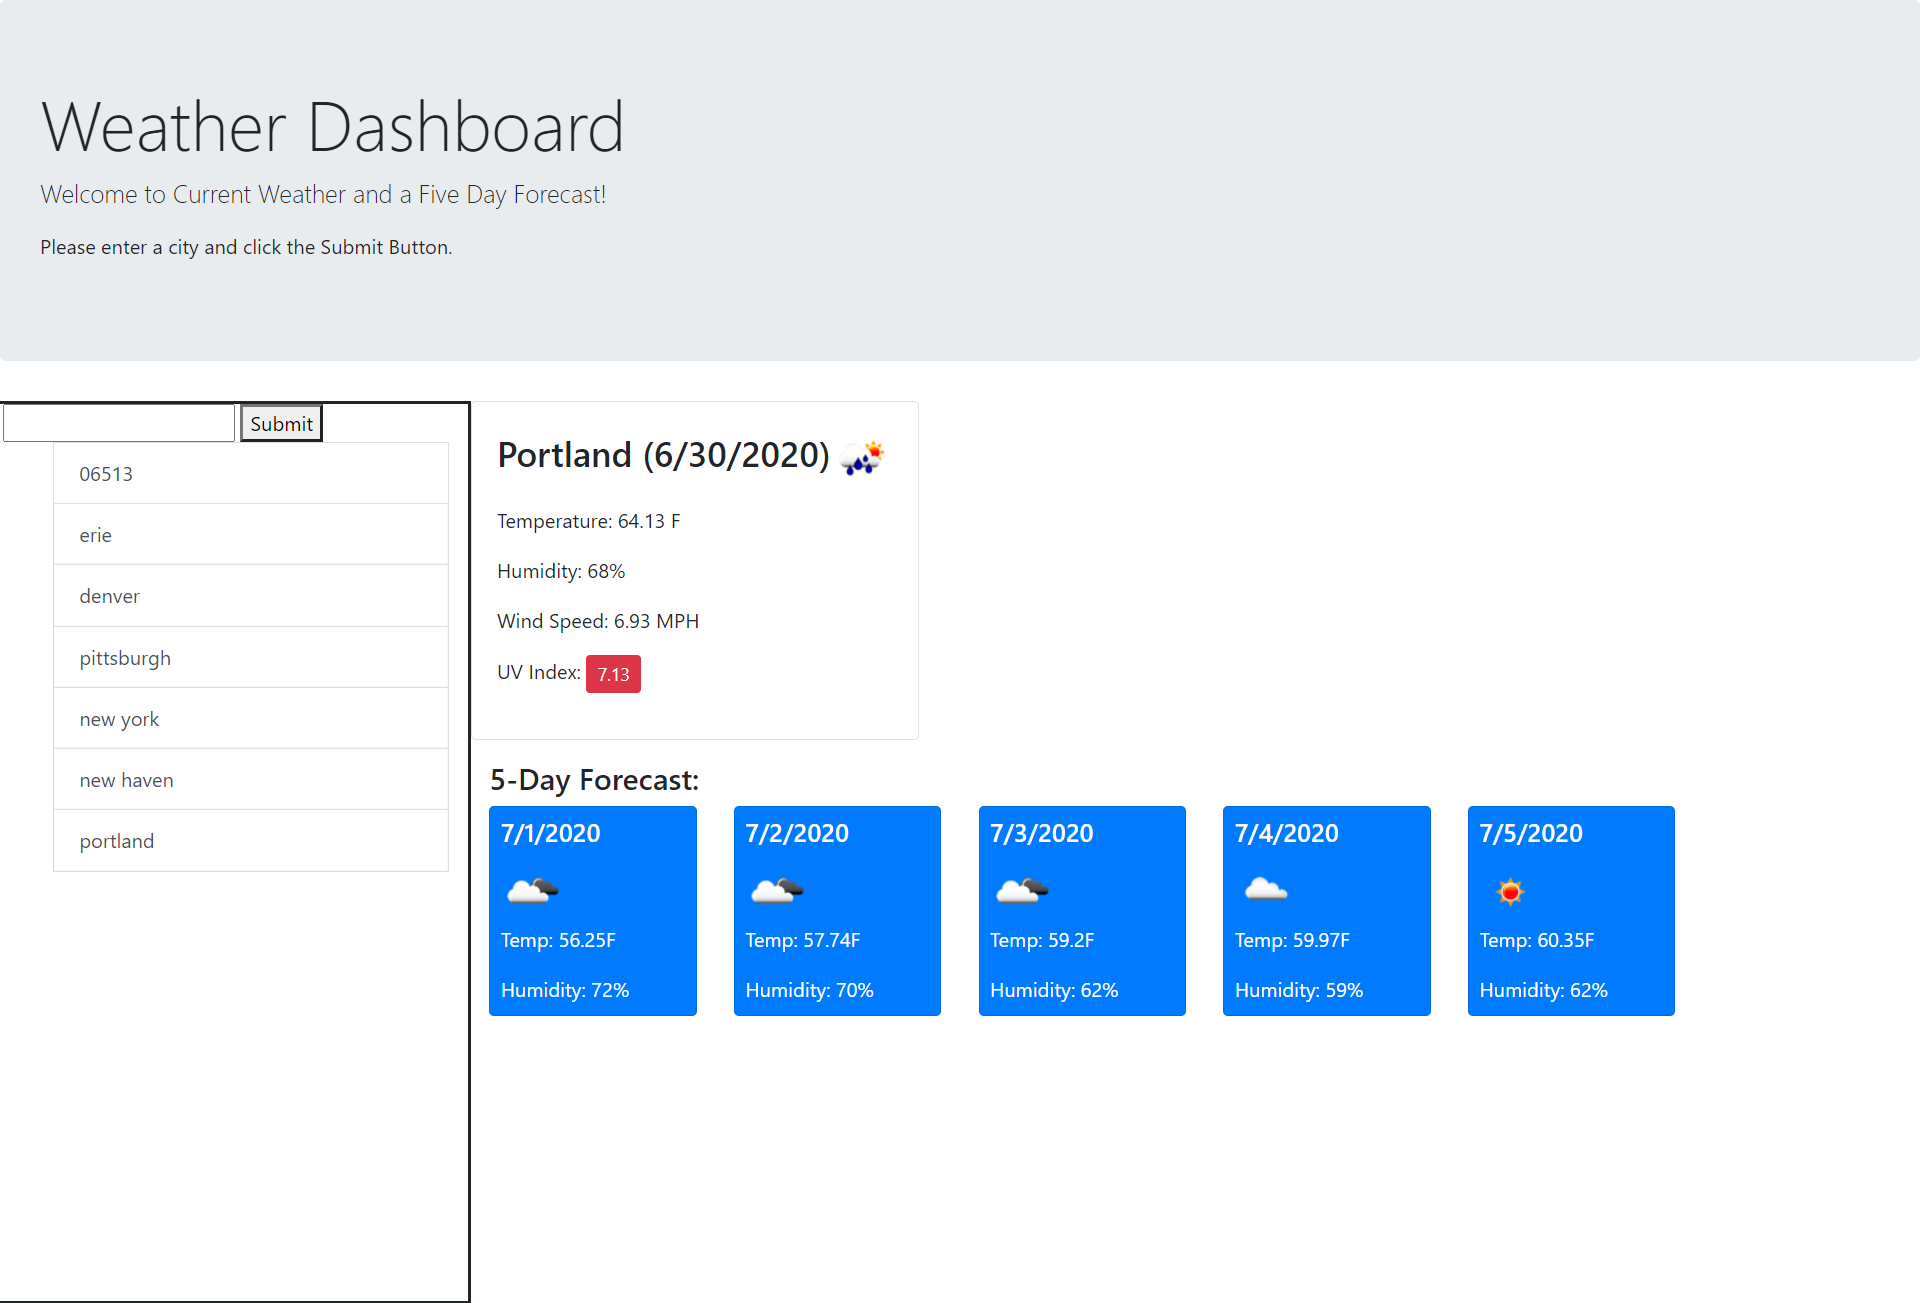 Weather Dashboard
Welcome to Current Weather and a Five Day Forecast!
Please enter a city and click the Submit Button.
Submit
06513
erie
denver
pittsburgh
new york
new haven
portland
Portland (6/30/2020)
Temperature: 64.13 F
Humidity: 68%
Wind Speed: 6.93 MPH
UV Index: 7.13
5-Day Forecast:
7/1/2020
Temp: 56.25F
Humidity: 72%
7/2/2020
Temp: 57.74F
Humidity: 70%
7/3/2020
Temp: 59.2F
Humidity: 62%
7/4/2020
Temp: 59.97F
Humidity: 59%
7/5/2020
Temp: 60.35F
Humidity: 62%